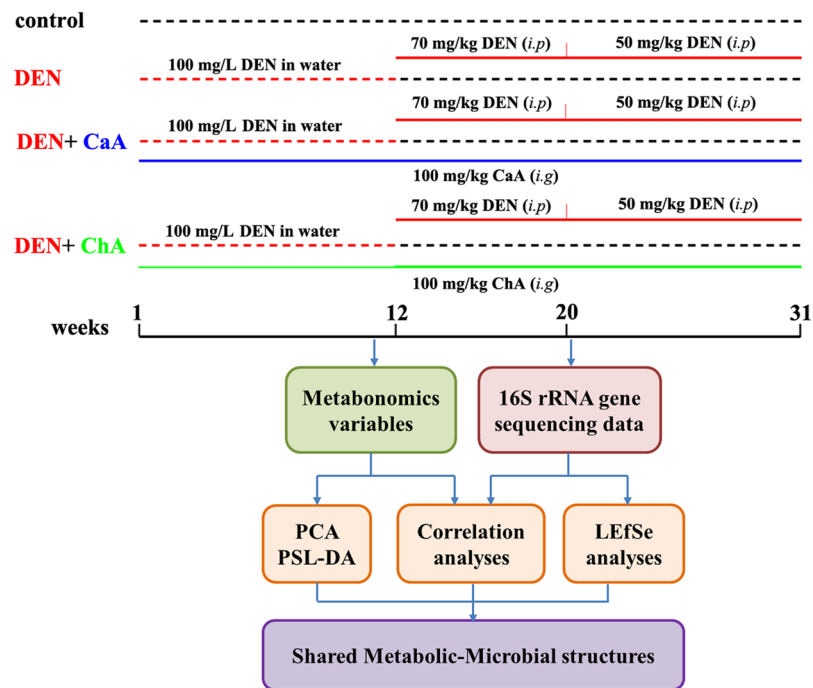 control
70 mg/kg DEN (i.p) 50 mg/kg DEN (i.p)
100 mg/L DEN in water
DEN
70 mg/kg DEN (i.p) 50 mg/kg DEN (i.p)
100 mg/L DEN in water
DEN+ CaA
100 mg/kg CaA (i.g)
70 mg/kg DEN (i.p) 50 mg/kg DEN (i.p)
100 mg/L DEN in water
DEN+ ChA
100 mg/kg ChA (i.g)
1 12 20 31
weeks
Metabonomics
variables
16S rRNA gene
sequencing data
PCA
PSL-DA
Correlation
analyses
LEfSe
analyses
Shared Metabolic-Microbial structures